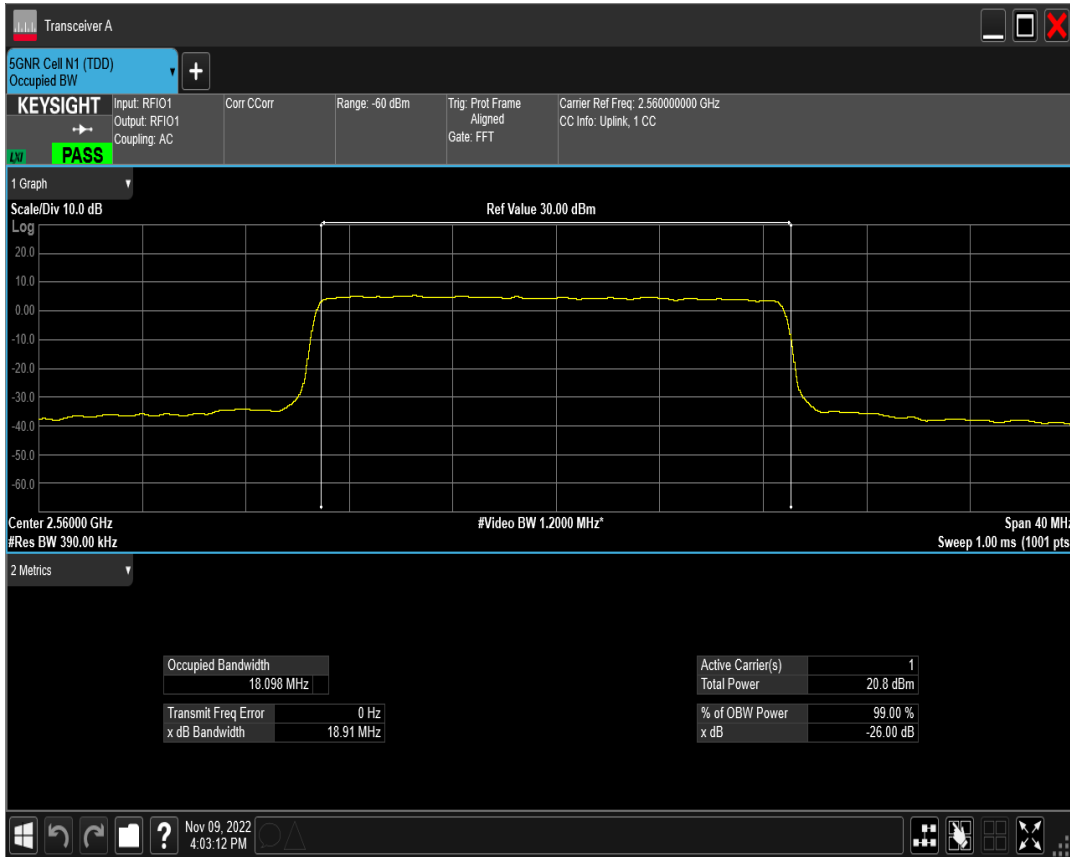 Transceiver A
5GNR Cell N1 (TDD)
Occupied BW
KEYSIGHT
Input: RFIO1
Output: RFIO1
Coupling: AC
Corr CCorr
Range: -60 dBm
Trig: Prot Frame
Aligned
Gate: FFT
Carrier Ref Freq: 2.560000000 GHz
CC Info: Uplink, 1 CC
LXI
PASS
1 Graph
Scale/Div 10.0 dB
Ref Value 30.00 dBm
Log
20.0
10.0
0.00
-10.0
-20.0
-30.0
-40.0
-50.0
-60.0
Center 2.56000 GHz
#Video BW 1.2000 MHz*
Span 40 MHz
#Res BW 390.00 kHz
Sweep 1.00 ms (1001 pts
2 Metrics
Occupied Bandwidth
18.098 MHz
Transmit Freq Error 0 Hz
x dB Bandwidth 18.91 MHz
Active Carrier(s) 1
Total Power 20.8 dBm
% of OBW Power 99.00 %
x dB -26.00 dB
?
Nov 09, 2022
4:03:12 PM